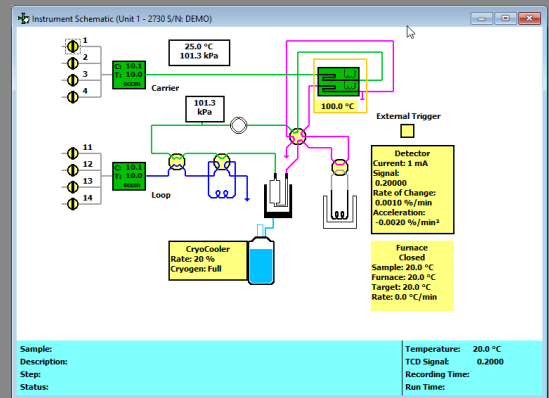 Instrument Schematic (Unit 1 - 2730 S/N: DEMO)
1
2
3
4
C: 10.1
T: 10.0
sccm
Carrier
25.0 °C
101.3 kPa
100.0 °C
101.3
kPa
External Trigger
11
12
13
14
C: 10.1
T: 10.0
sccm
Loop
Detector
Current: 1 mA
Signal:
0.20000
Rate of Change:
0.0010 %/min
Acceleration:
-0.0020 %/min²
CryoCooler
Rate: 20 %
Cryogen: Full
Furnace
Closed
Sample: 20.0 °C
Furnace: 20.0 °C
Target: 20.0 °C
Rate: 0.0 °C/min
Sample:
Description:
Step:
Status:
Temperature: 20.0 °C
TCD Signal: 0.2000
Recording Time:
Run Time: